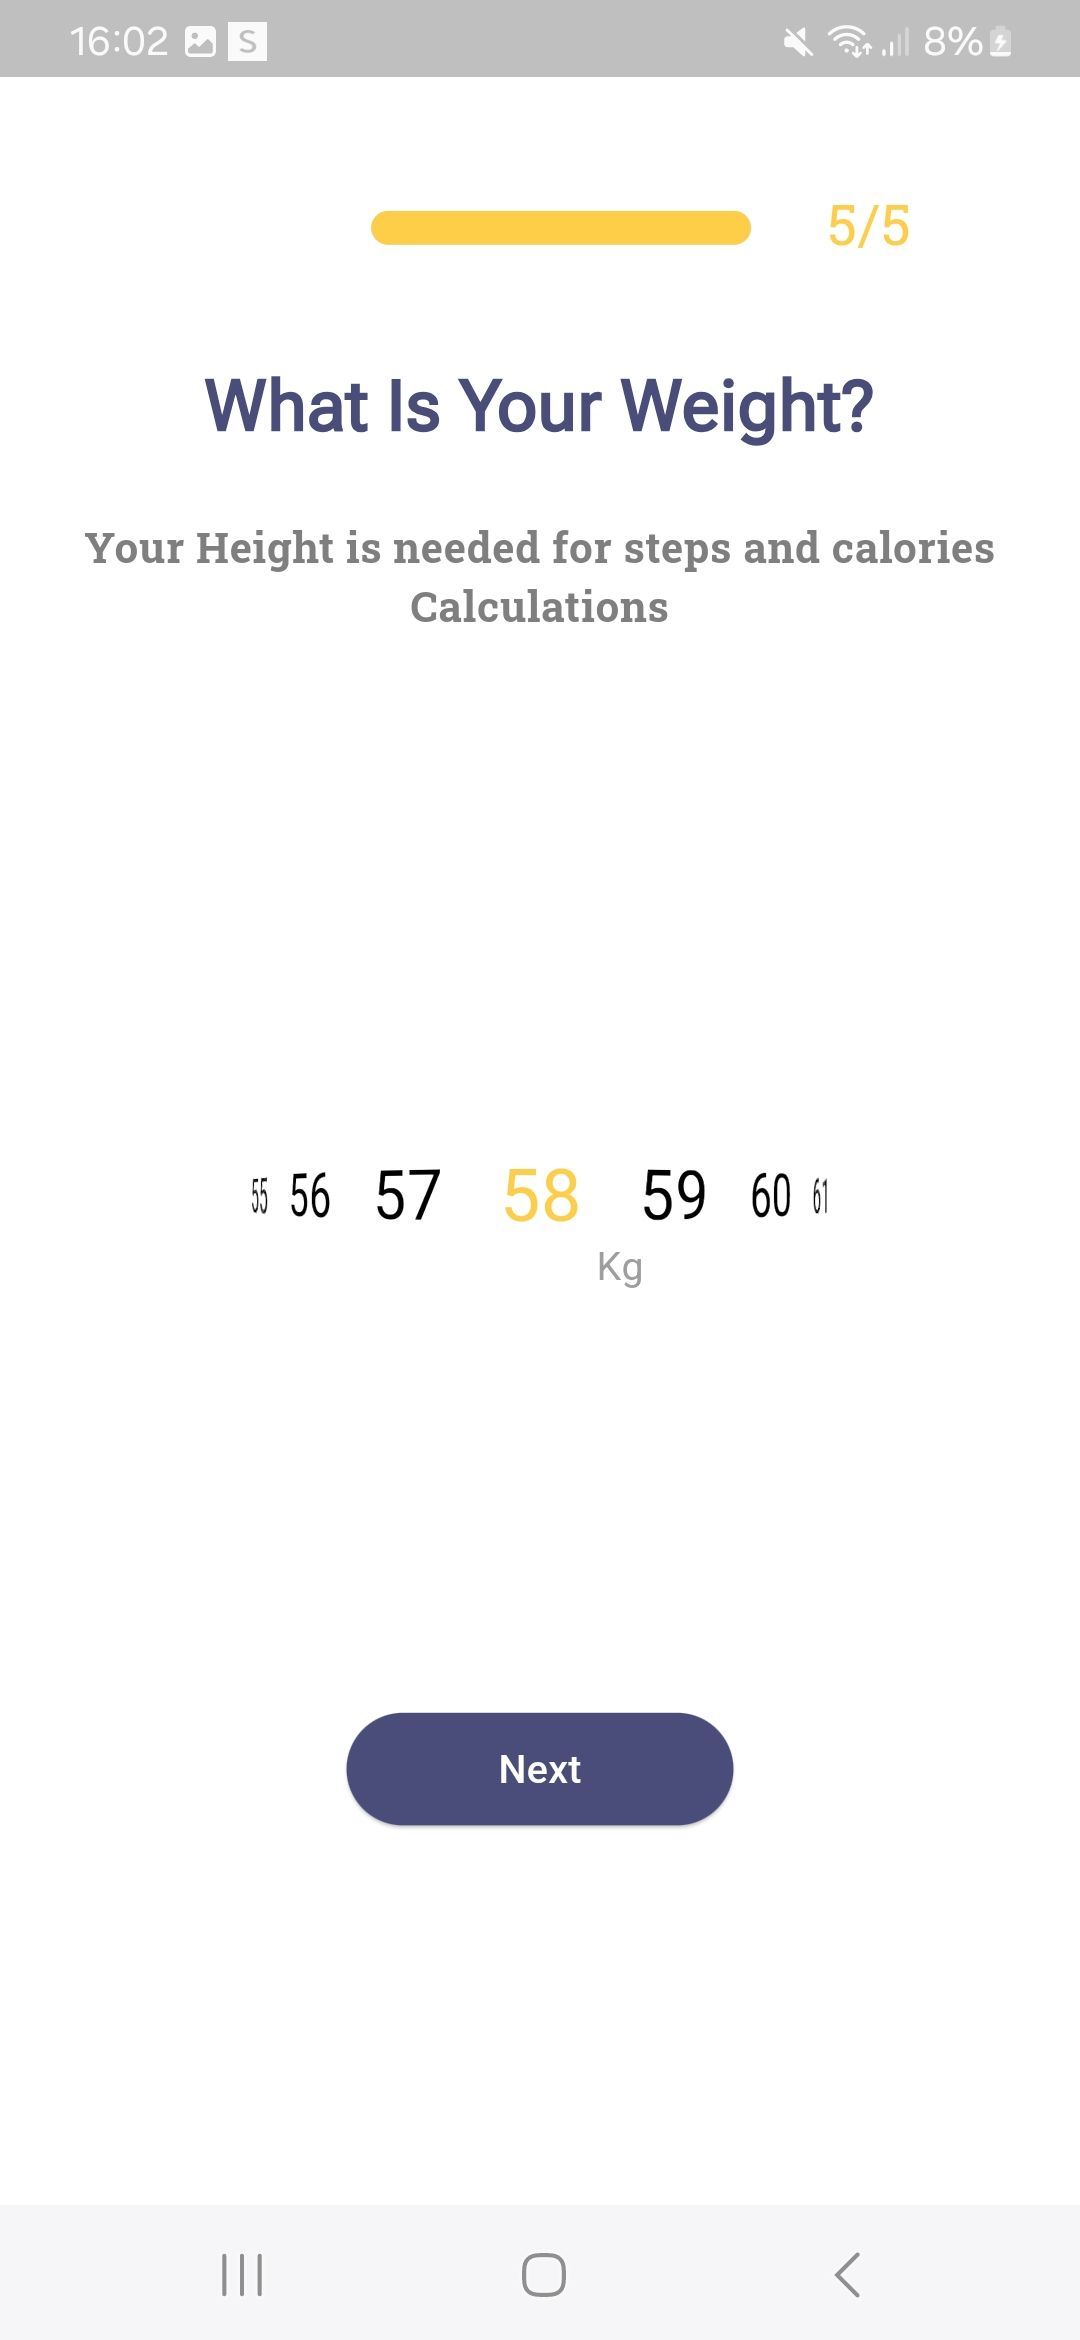 16:02 S 8%
5/5
What Is Your Weight?
Your Height is needed for steps and calories
Calculations
55 56 57 58 59 60 61
Kg
Next